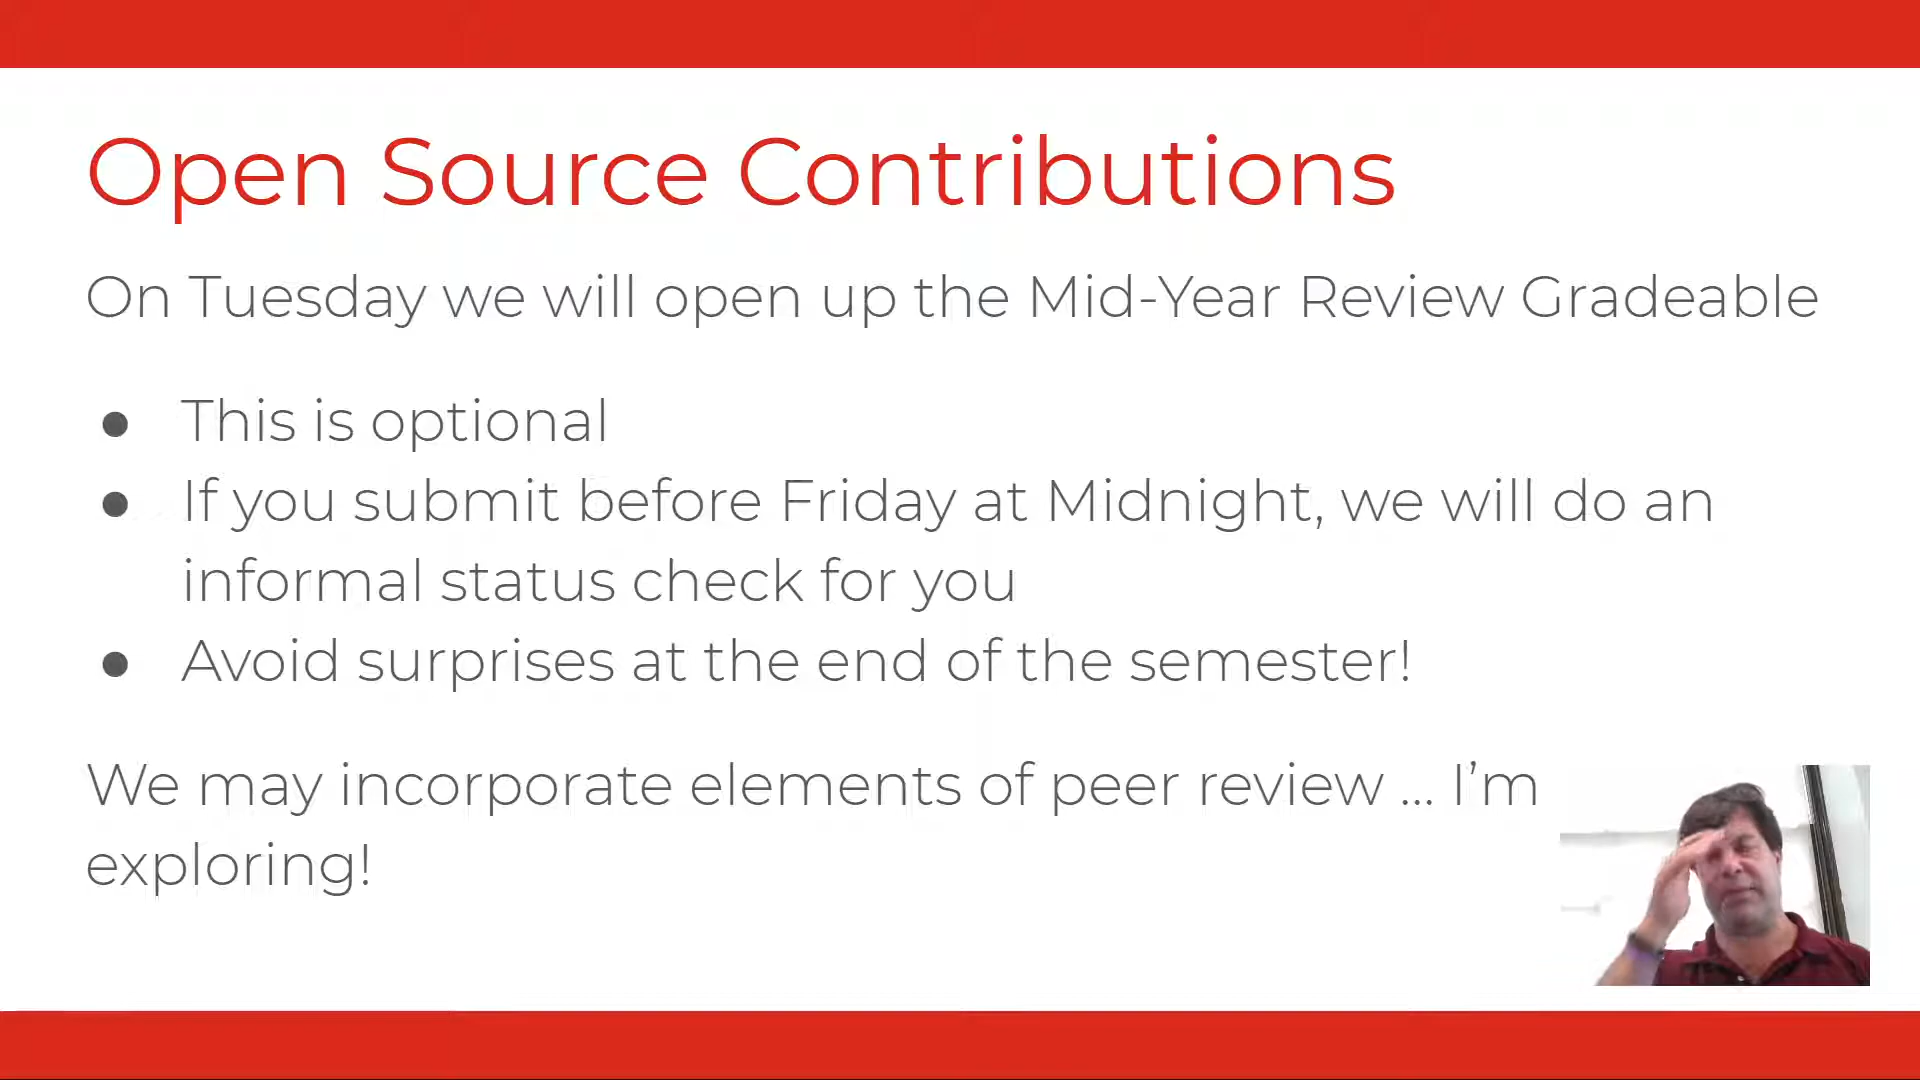 Open Source Contributions
On Tuesday we will open up the Mid-Year Review Gradeable
● This is optional
● If you submit before Friday at Midnight, we will do an
informal status check for you
● Avoid surprises at the end of the semester!
We may incorporate elements of peer review ... I’m
exploring!